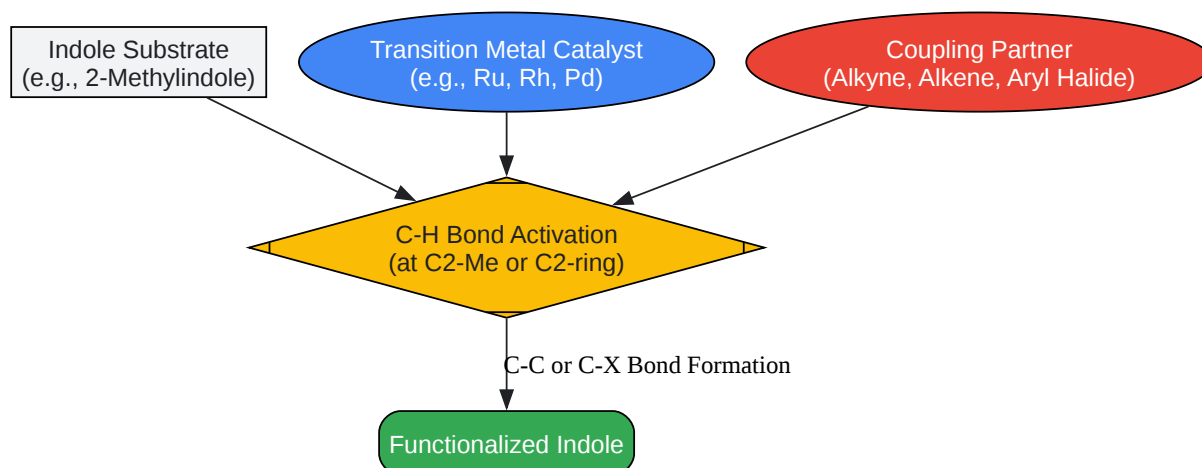 Indole Substrate
(e.g., 2-Methylindole)
Transition Metal Catalyst
(e.g., Ru, Rh, Pd)
Coupling Partner
(Alkyne, Alkene, Aryl Halide)
C-H Bond Activation
(at C2-Me or C2-ring)
C-C or C-X Bond Formation
Functionalized Indole